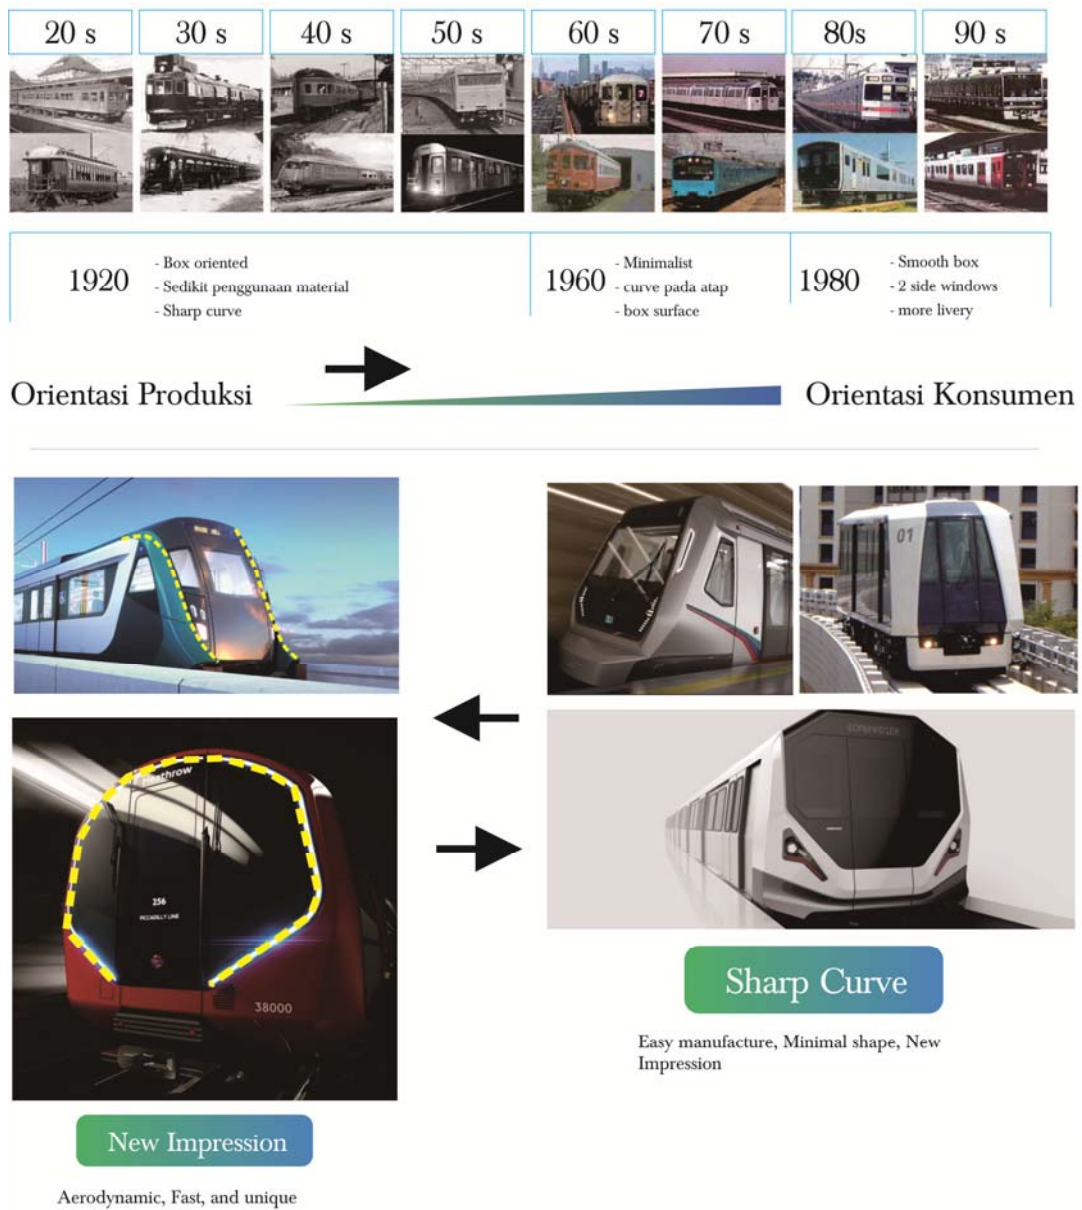 20 s
30 s
40 s
50 s
60 s
70 s
80s
90 s
1920
- Box oriented
- Sedikit penggunaan material
- Sharp curve
1960
- Minimalist
- curve pada atap
- box surface
1980
- Smooth box
- 2 side windows
- more livery
Orientasi Produksi
Orientasi Konsumen
01
Heathrow
256
PICCADILLY LINE
38000
Sharp Curve
Easy manufacture, Minimal shape, New
Impression
New Impression
Aerodynamic, Fast, and unique